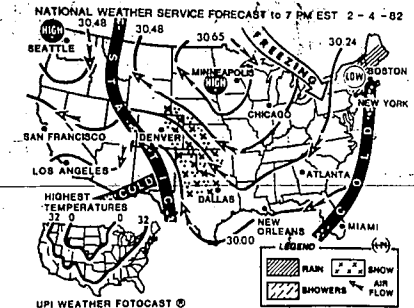 NATIONAL WEATHER SERVICE FORECAST to 7 PM EST 2 - 4 - 82
30.48
30.48
30.65
30.24
HIGH
SEATTLE
FREEZING
MINNEAPOLIS
HIGH
LOW
BOSTON
NEW YORK
CHICAGO
STATIC
SAN FRANCISCO
DENVER
LOS ANGELES
COLD
COLD
ATLANTA
DALLAS
HIGHEST
TEMPERATURES
32
0
0
32
30.00
NEW
ORLEANS
MIAMI
LEGEND
RAIN
SNOW
SHOWERS
AIR
FLOW
UPI WEATHER FOTOCAST ®